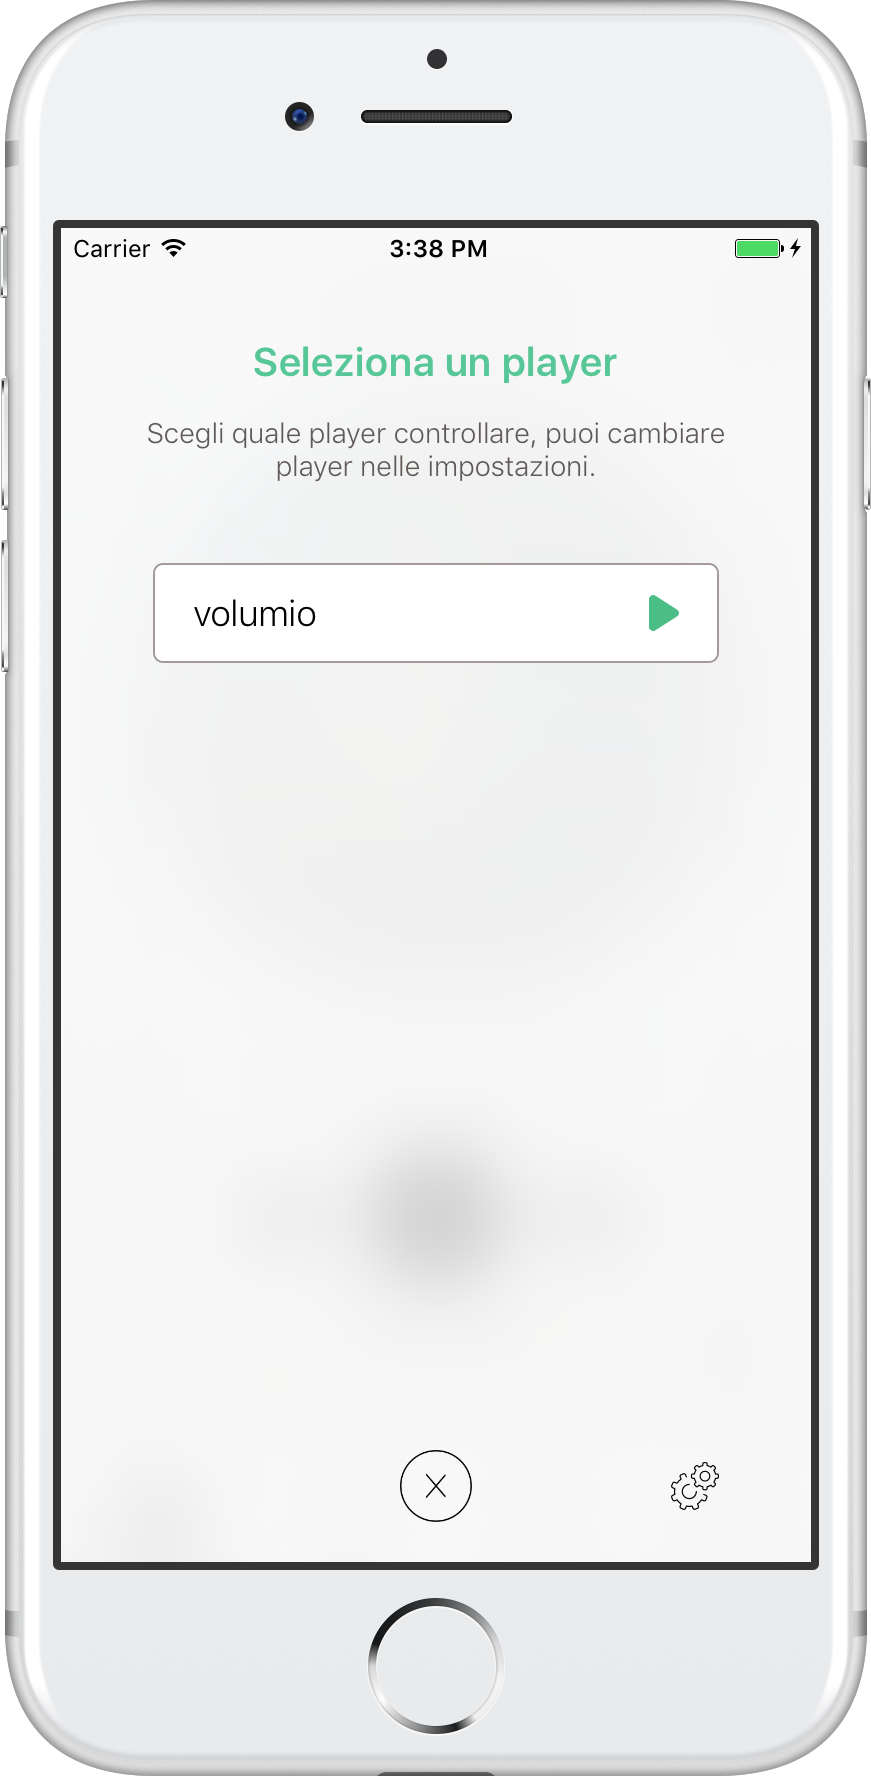 Carrier 3:38 PM
Seleziona un player
Scegli quale player controllare, puoi cambiare
player nelle impostazioni.
volumio